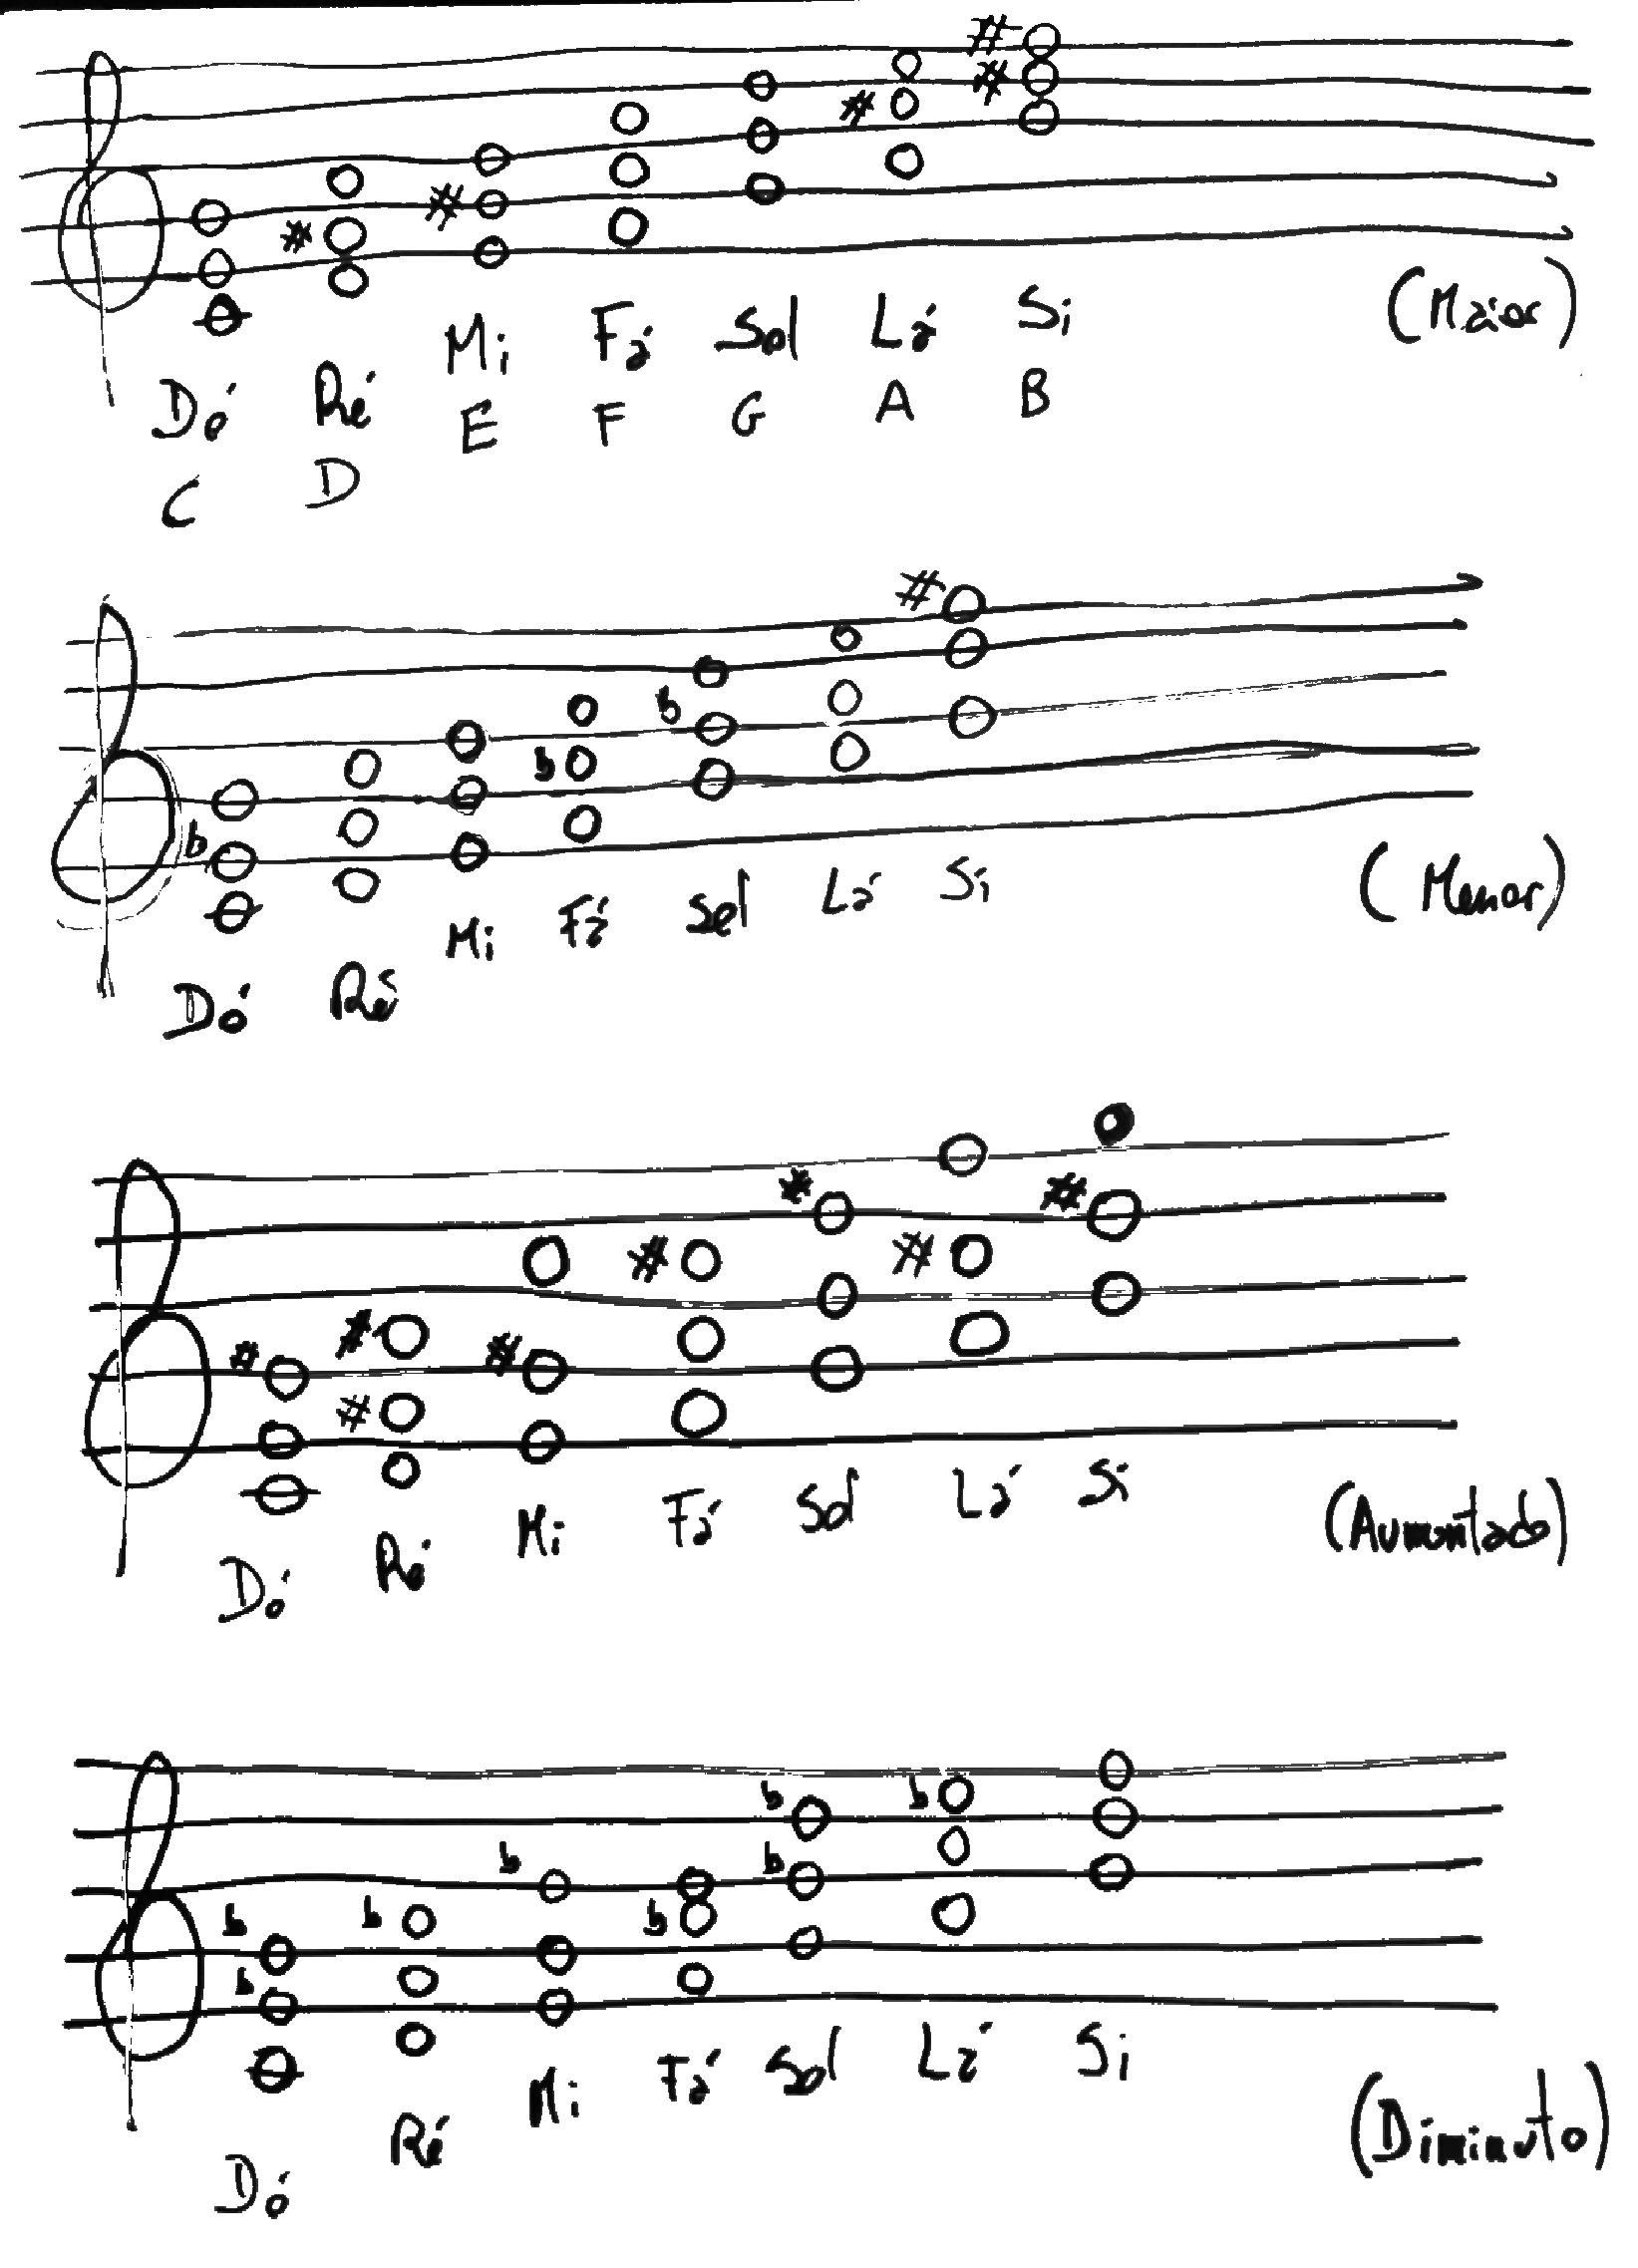 Dó Ré Mi Fá Sol Lá Si (Maior)
C D E F G A B
Dó Ré Mi Fá Sol Lá Si (Menor)
Dó Ré Mi Fá Sol Lá Si (Aumentado)
Dó Ré Mi Fá Sol Lá Si (Diminuto)